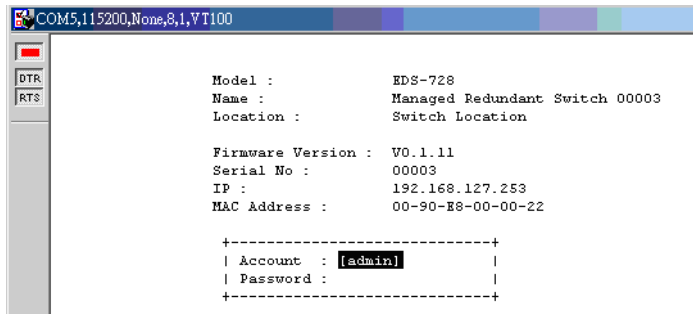 COM5,115200,None,8,1,VT100
DTR
RTS
Model : EDS-728
Name : Managed Redundant Switch 00003
Location : Switch Location
Firmware Version : V0.1.11
Serial No : 00003
IP : 192.168.127.253
MAC Address : 00-90-E8-00-00-22
+-----------------------------+
| Account : [admin] |
| Password : |
+-----------------------------+